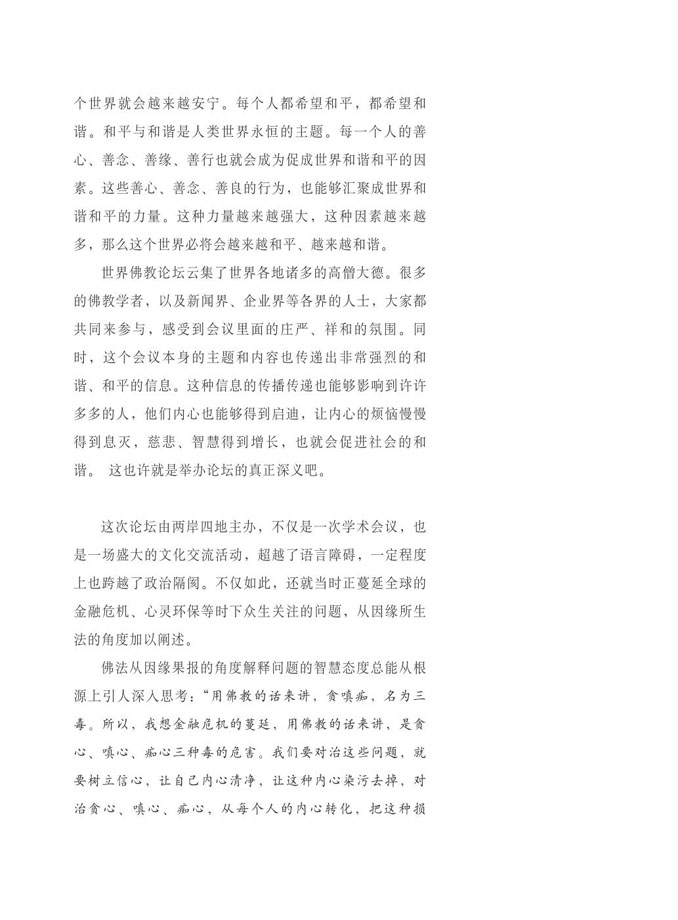 个世界就会越来越安宁。每个人都希望和平，都希望和
谐。和平与和谐是人类世界永恒的主题。每一个人的善
心、善念、善缘、善行也就会成为促成世界和谐和平的因
素。这些善心、善念、善良的行为，也能够汇聚成世界和
谐和平的力量。这种力量越来越强大，这种因素越来越
多，那么这个世界必将会越来越和平、越来越和谐。
世界佛教论坛云集了世界各地诸多的高僧大德。很多
的佛教学者，以及新闻界、企业界等各界的人士，大家都
共同来参与，感受到会议里面的庄严、祥和的氛围。同
时，这个会议本身的主题和内容也传递出非常强烈的和
谐、和平的信息。这种信息的传播传递也能够影响到许许
多多的人，他们内心也能够得到启迪，让内心的烦恼慢慢
得到息灭，慈悲、智慧得到增长，也就会促进社会的和
谐。 这也许就是举办论坛的真正深义吧。
这次论坛由两岸四地主办，不仅是一次学术会议，也
是一场盛大的文化交流活动，超越了语言障碍，一定程度
上也跨越了政治隔阂。不仅如此，还就当时正蔓延全球的
金融危机、心灵环保等时下众生关注的问题，从因缘所生
法的角度加以阐述。
佛法从因缘果报的角度解释问题的智慧态度总能从根
源上引人深入思考：“用佛教的话来讲，贪嗔痴，名为三
毒。所以，我想金融危机的蔓延，用佛教的话来讲，是贪
心、嗔心、痴心三种毒的危害。我们要对治这些问题，就
要树立信心，让自己内心清净，让这种内心染污去掉，对
治贪心、嗔心、痴心，从每个人的内心转化，把这种损